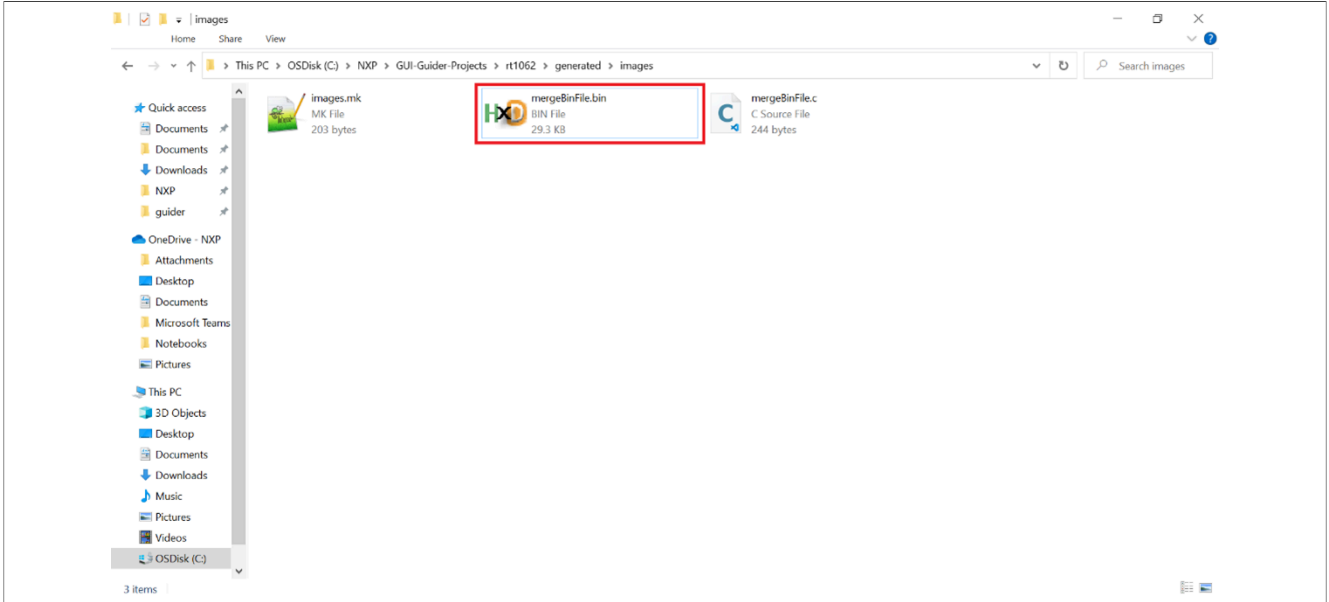 images
Home Share View
This PC > OSDisk (C:) > NXP > GUI-Guider-Projects > rt1062 > generated > images
Search images
Quick access
Documents
Documents
Downloads
NXP
guider
OneDrive - NXP
Attachments
Desktop
Documents
Microsoft Teams
Notebooks
Pictures
This PC
3D Objects
Desktop
Documents
Downloads
Music
Pictures
Videos
OSDisk (C:)
images.mk
MK File
203 bytes
HXD
mergeBinFile.bin
BIN File
29.3 KB
C
mergeBinFile.c
C Source File
244 bytes
3 items